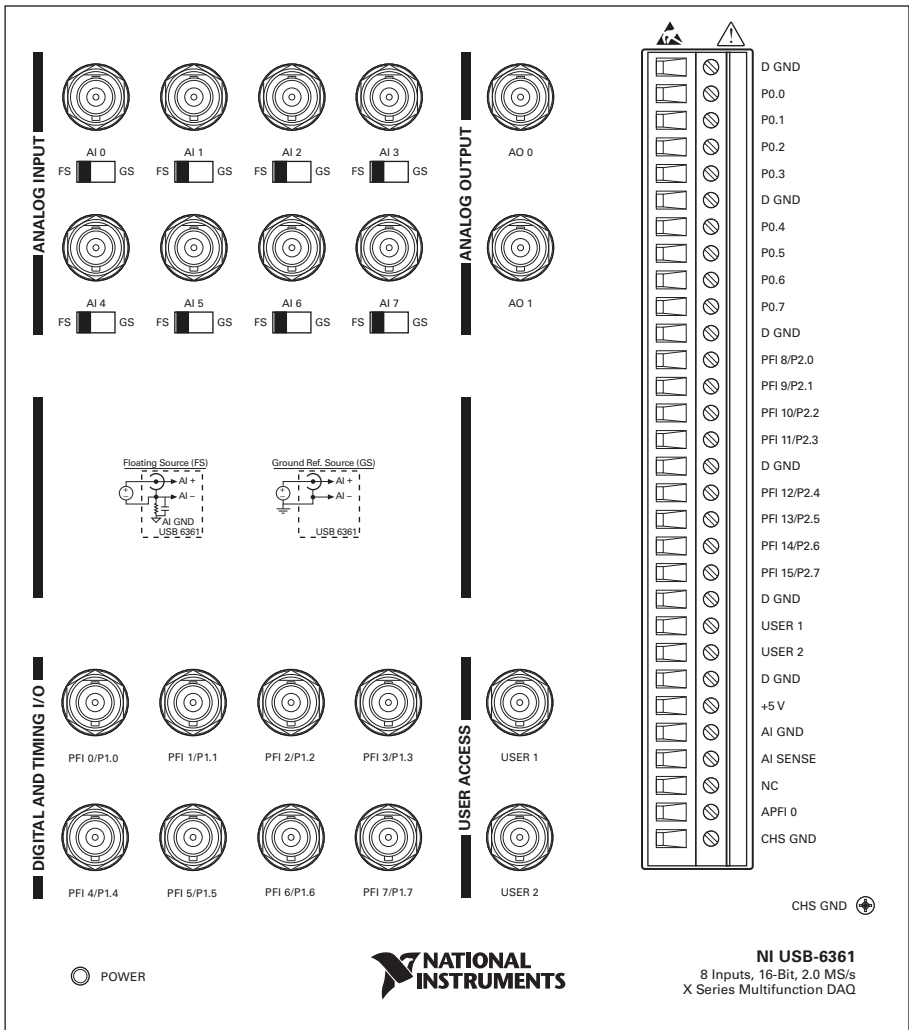 ANALOG INPUT
AI 0
AI 1
AI 2
AI 3
FS GS
FS GS
FS GS
FS GS
AI 4
AI 5
AI 6
AI 7
FS GS
FS GS
FS GS
FS GS
ANALOG OUTPUT
AO 0
AO 1
Floating Source (FS)
+
–
AI +
AI –
AI GND
USB 6361
Ground Ref. Source (GS)
+
–
AI +
AI –
USB 6361
DIGITAL AND TIMING I/O
PFI 0/P1.0
PFI 1/P1.1
PFI 2/P1.2
PFI 3/P1.3
PFI 4/P1.4
PFI 5/P1.5
PFI 6/P1.6
PFI 7/P1.7
USER ACCESS
USER 1
USER 2
D GND
P0.0
P0.1
P0.2
P0.3
D GND
P0.4
P0.5
P0.6
P0.7
D GND
PFI 8/P2.0
PFI 9/P2.1
PFI 10/P2.2
PFI 11/P2.3
D GND
PFI 12/P2.4
PFI 13/P2.5
PFI 14/P2.6
PFI 15/P2.7
D GND
USER 1
USER 2
D GND
+5 V
AI GND
AI SENSE
NC
APFI 0
CHS GND
CHS GND
POWER
NATIONAL
INSTRUMENTS
NI USB-6361
8 Inputs, 16-Bit, 2.0 MS/s
X Series Multifunction DAQ